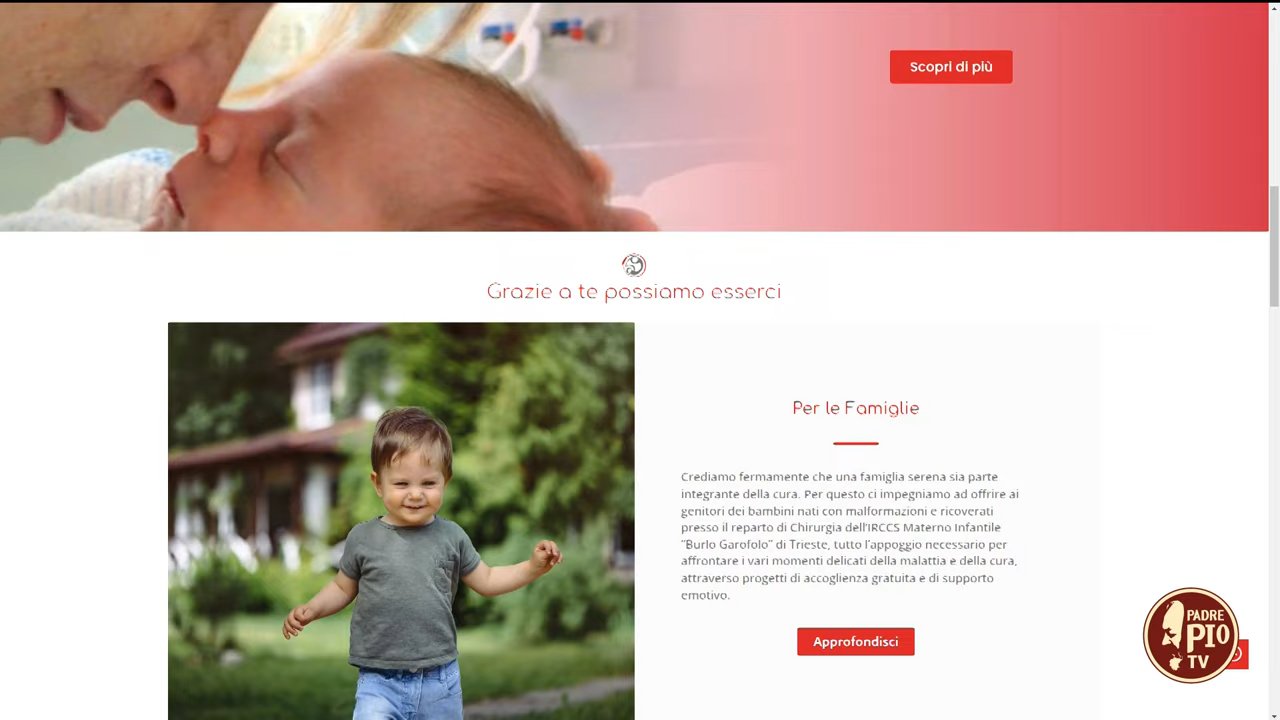 Scopri di più
Grazie a te possiamo esserci
Per le Famiglie
Crediamo fermamente che una famiglia serena sia parte
integrante della cura. Per questo ci impegniamo ad offrire ai
genitori dei bambini nati con malformazioni e ricoverati
presso il reparto di Chirurgia dell'IRCCS Materno Infantile
"Burlo Garofolo" di Trieste, tutto l'appoggio necessario per
affrontare i vari momenti delicati della malattia e della cura,
attraverso progetti di accoglienza gratuita e di supporto
emotivo.
Approfondisci
PADRE
PIO
TV